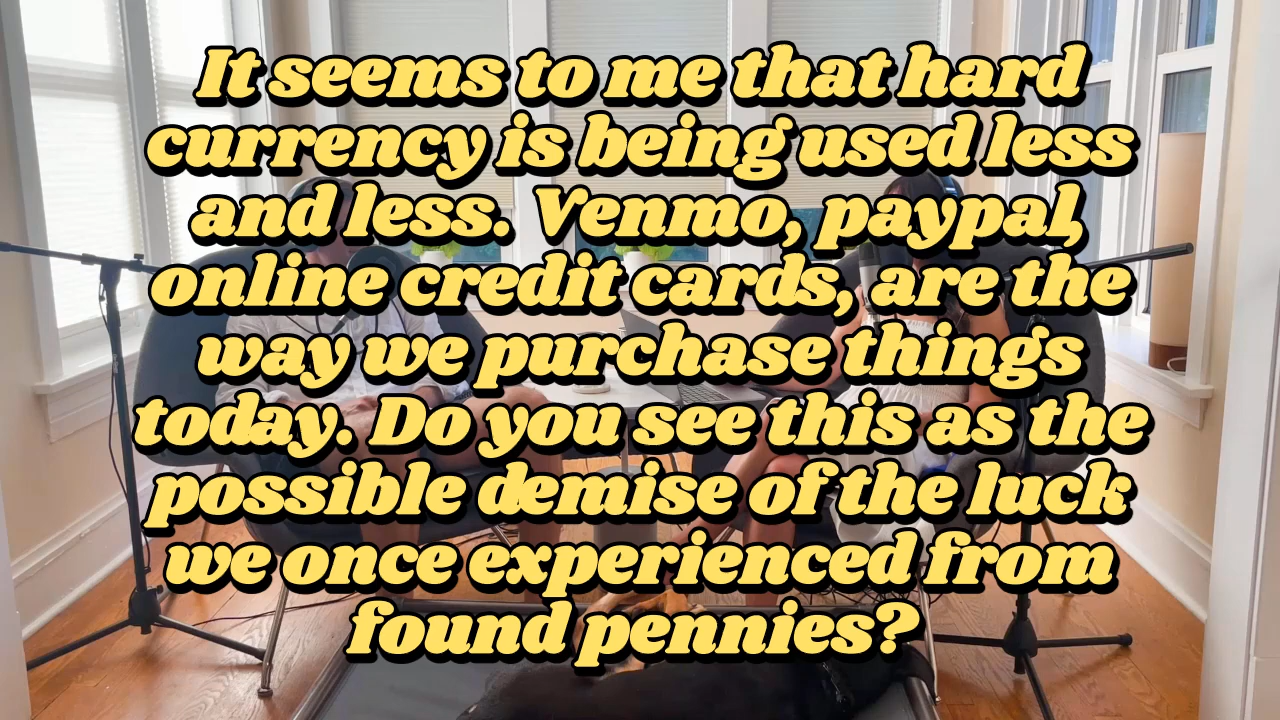 It seems to me that hard
currency is being used less
and less. Venmo, paypal,
online credit cards, are the
way we purchase things
today. Do you see this as the
possible demise of the luck
we once experienced from
found pennies?